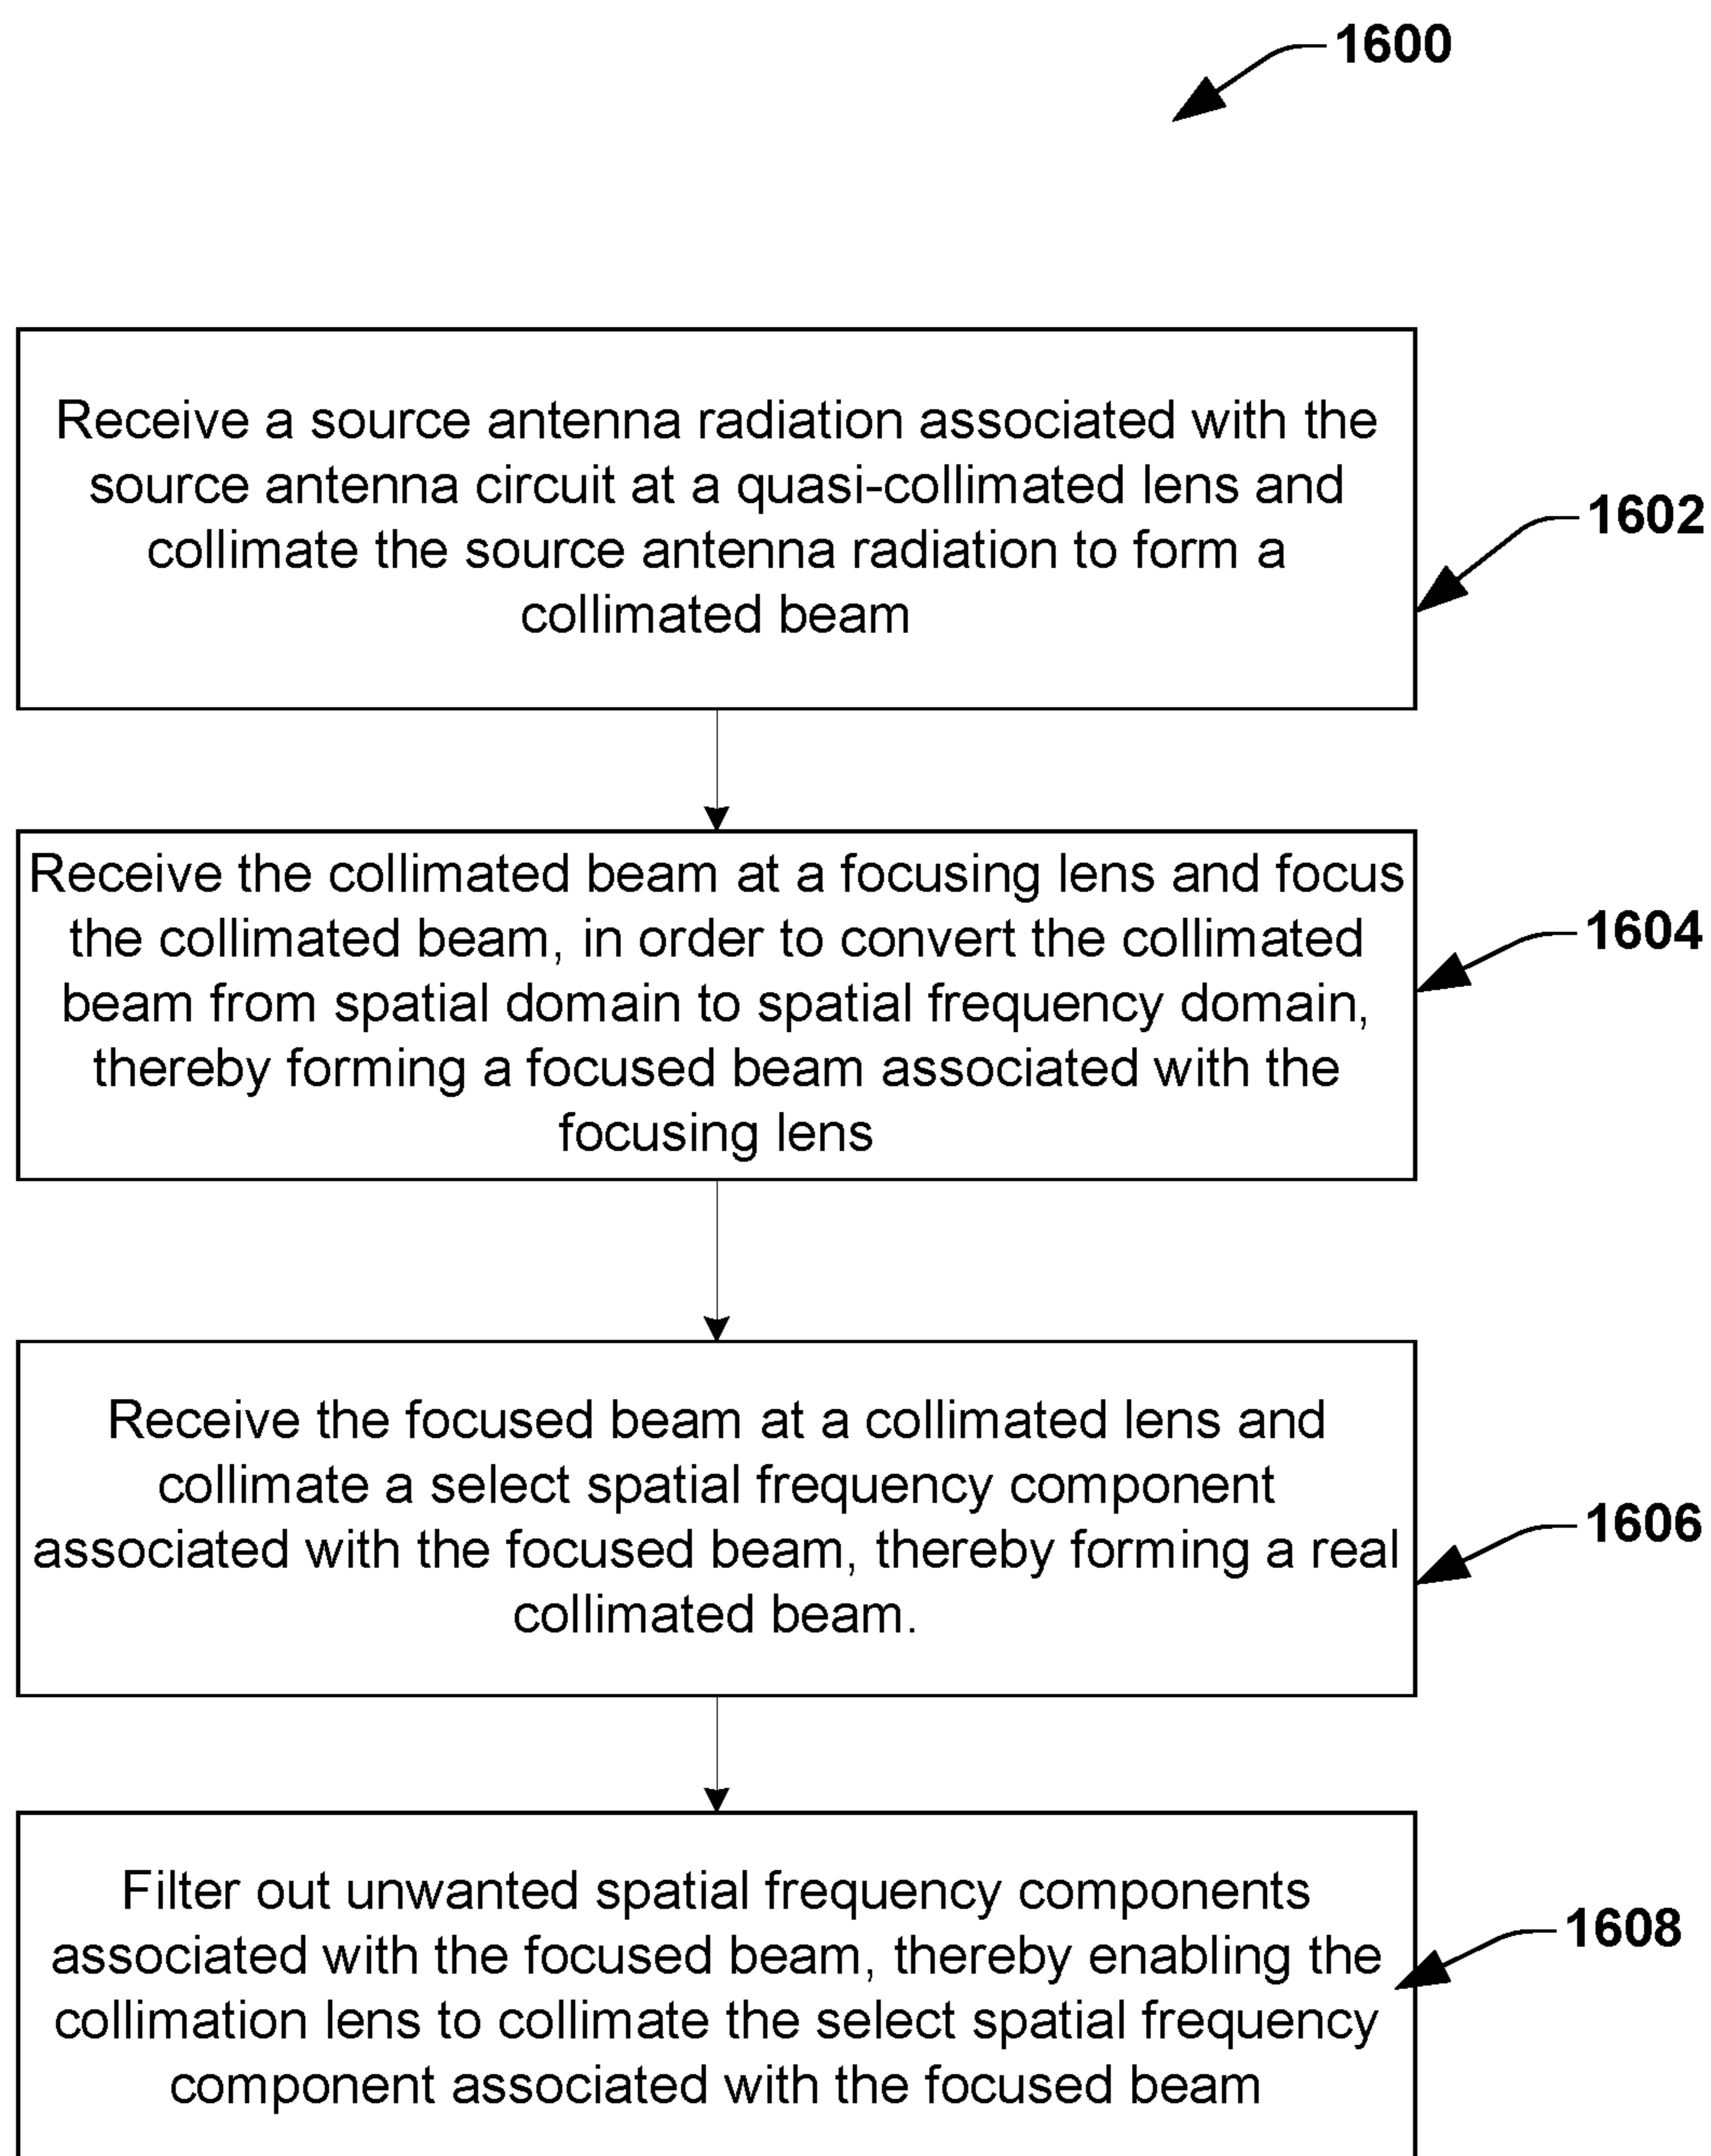 1600
Receive a source antenna radiation associated with the
source antenna circuit at a quasi-collimated lens and
collimate the source antenna radiation to form a
collimated beam
1602
Receive the collimated beam at a focusing lens and focus
the collimated beam, in order to convert the collimated
beam from spatial domain to spatial frequency domain,
thereby forming a focused beam associated with the
focusing lens
1604
Receive the focused beam at a collimated lens and
collimate a select spatial frequency component
associated with the focused beam, thereby forming a real
collimated beam.
1606
Filter out unwanted spatial frequency components
associated with the focused beam, thereby enabling the
collimation lens to collimate the select spatial frequency
component associated with the focused beam
1608